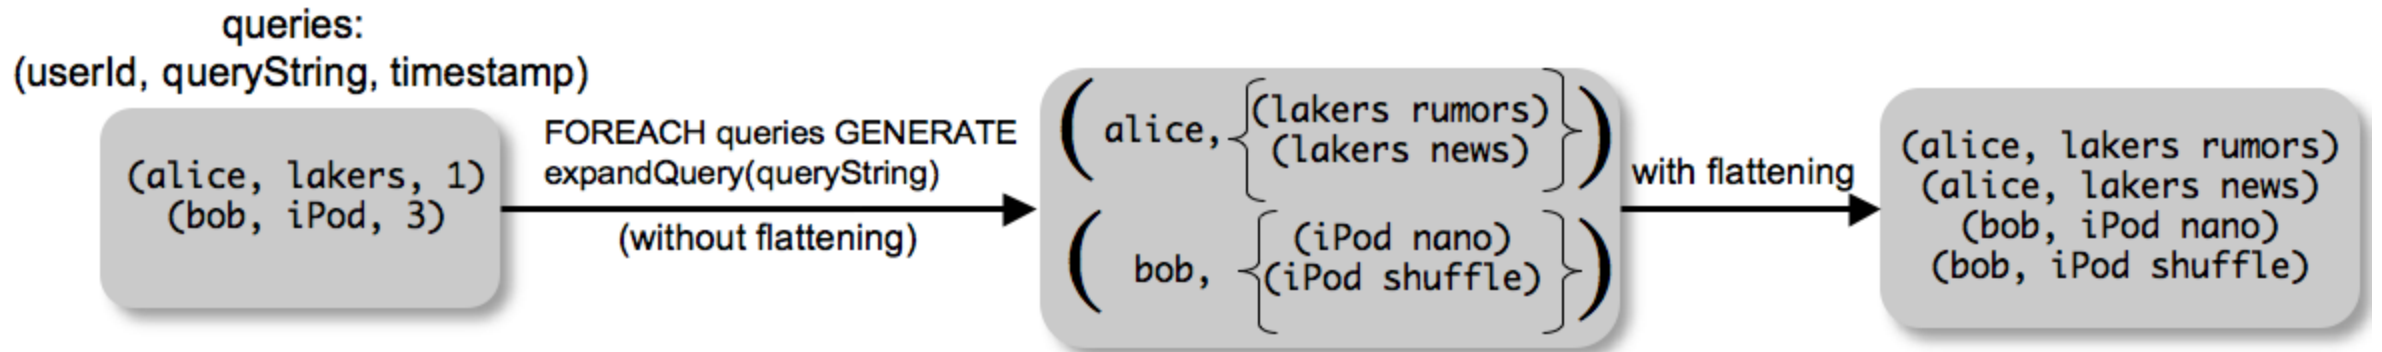 queries:
(userId, queryString, timestamp)
(alice, lakers, 1)
(bob, iPod, 3)
FOREACH queries GENERATE
expandQuery(queryString)
(without flattening)
(alice, {(lakers rumors)
(lakers news)})
(bob, {(iPod nano)
(iPod shuffle)})
with flattening
(alice, lakers rumors)
(alice, lakers news)
(bob, iPod nano)
(bob, iPod shuffle)